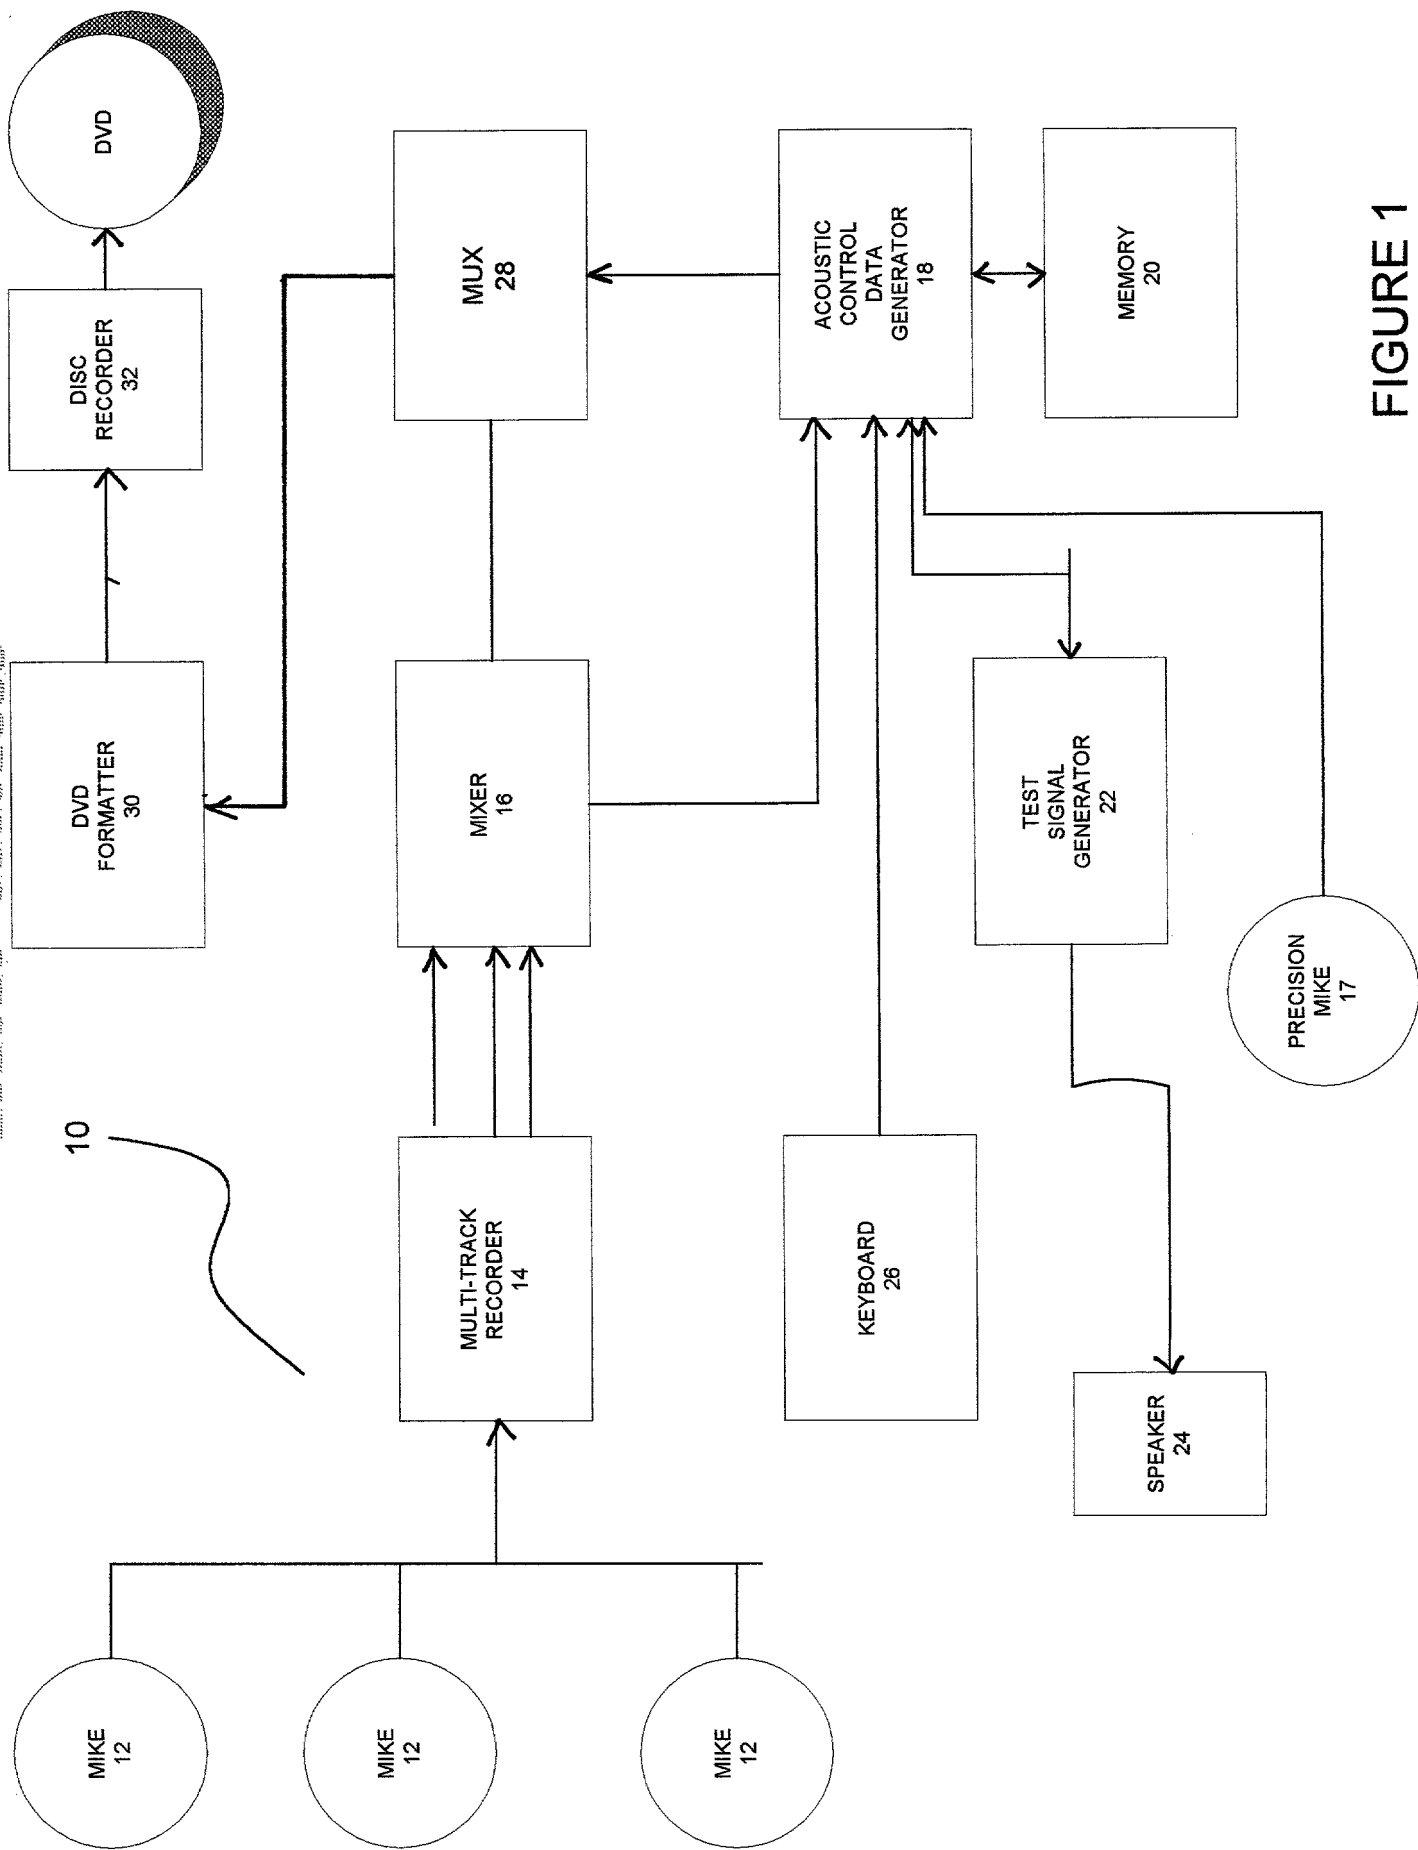 MIKE
12
MIKE
12
MIKE
12
10
MULTI-TRACK
RECORDER
14
KEYBOARD
26
SPEAKER
24
DVD
FORMATTER
30
MIXER
16
TEST
SIGNAL
GENERATOR
22
PRECISION
MIKE
17
DISC
RECORDER
32
DVD
MUX
28
ACOUSTIC
CONTROL
DATA
GENERATOR
18
MEMORY
20
FIGURE 1